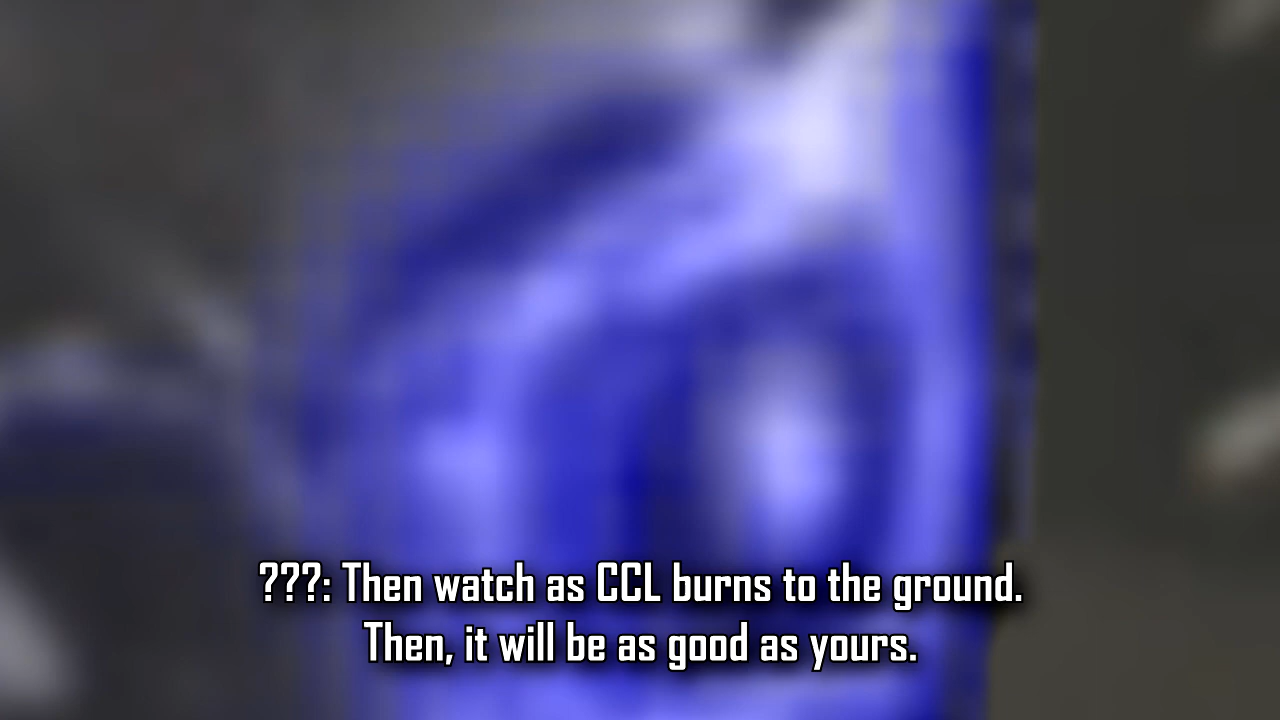 ???: Then watch as CCL burns to the ground.
Then, it will be as good as yours.